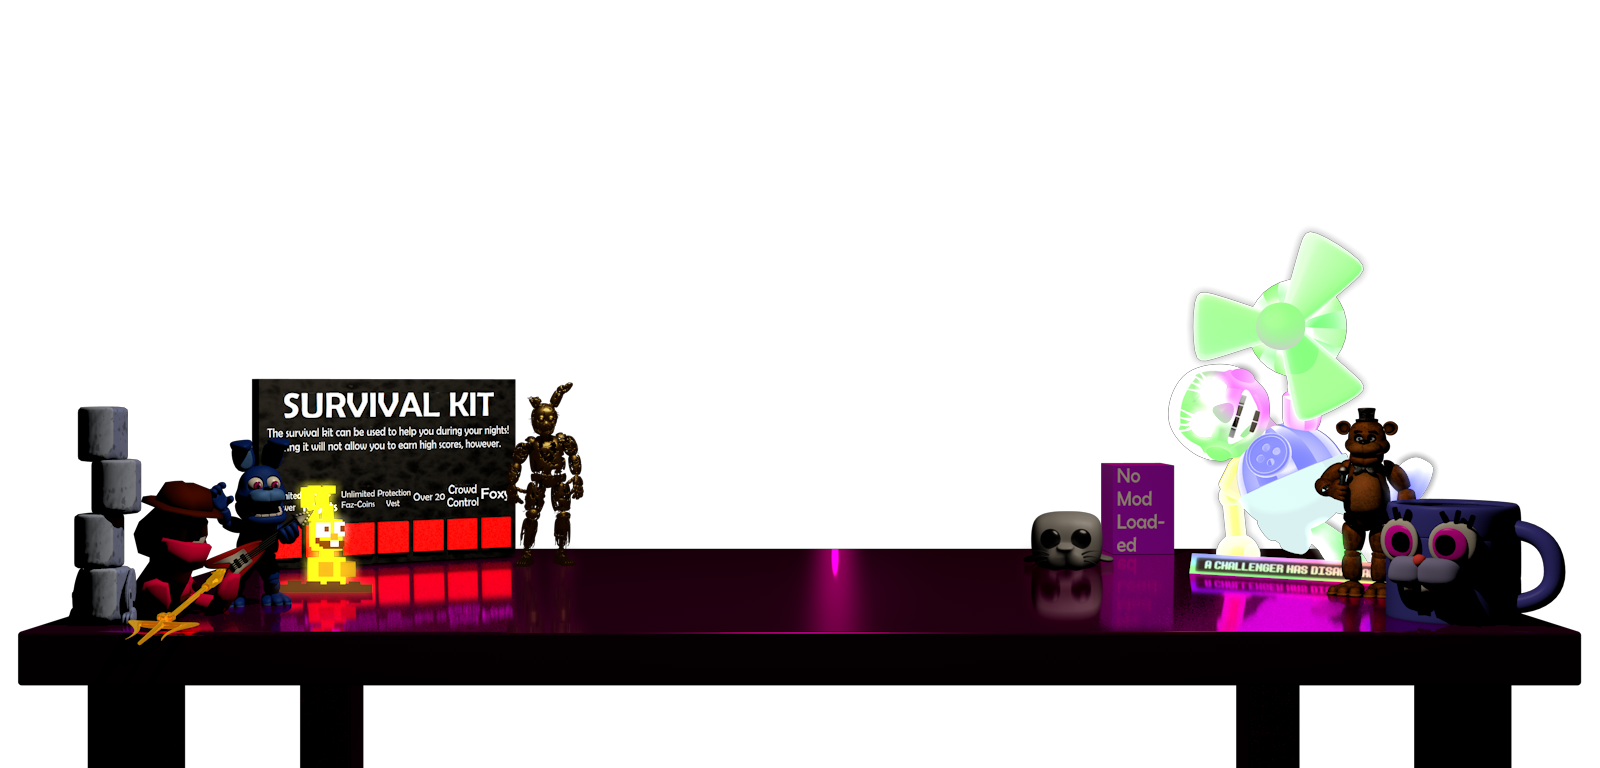 SURVIVAL KIT
The survival kit can be used to help you during your nights!
it will not allow you to earn high scores, however.
Unlimited Faz-Coins
Protection Vest
Over 20
Crowd Control
Foxy
No
Mod
Load-
ed
A CHALLENGER HAS